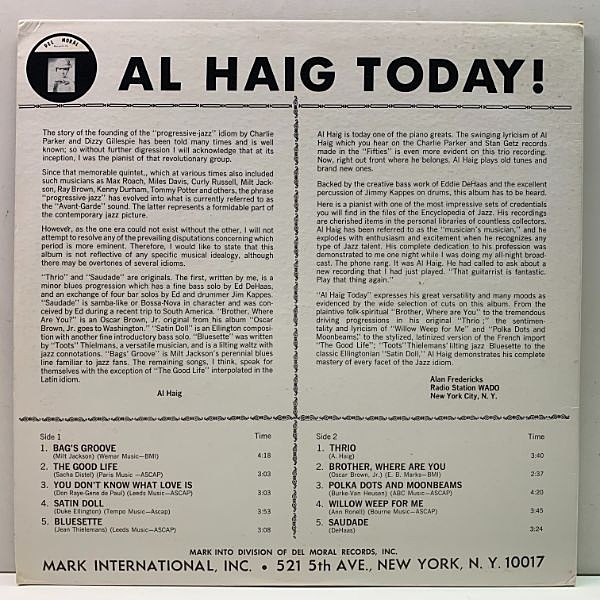 DEL MORAL
AL HAIG TODAY!
The story of the founding of the "progressive-jazz" idiom by Charlie
Parker and Dizzy Gillespie has been told many times and is well
known; so without further digression I will acknowledge that at its
inception, I was the pianist of that revolutionary group.
Since that memorable quintet,, which at various times also included
such musicians as Max Roach, Miles Davis, Curly Russell, Milt Jack-
son, Ray Brown, Kenny Durham, Tommy Potter and others, the phrase
"progressive-jazz" has evolved into what is currently referred to as
the "Avant-Garde" sound. The latter represents a formidable part of
the contemporary jazz picture.
However, as the one era could not exist without the other, I will not
attempt to resolve any of the prevailing disputations concerning which
period is more eminent. Therefore, I would like to state that this
album is not reflective of any specific musical idealogy, although
there may be overtones of several idioms.
"Thrio" and "Saudade" are originals. The first, written by me, is a
minor blues progression which has a fine bass solo by Ed DeHaas,
and an exchange of four bar solos by Ed and drummer Jim Kappes.
"Saudade" is samba-like or Bossa-Nova in character and was con-
ceived by Ed during a recent trip to South America. "Brother, Where
Are You?" is an Oscar Brown, Jr. original from his album "Oscar
Brown, Jr. goes to Washington." "Satin Doll" is an Ellington composi-
tion with another fine introductory bass solo. "Bluesette" was written
by "Toots" Thielmans, a versatile musician, and is a lilting waltz with
jazz connotations. "Bags' Groove" is Milt Jackson's perennial blues
line familiar to jazz fans. The remaining songs, I think, speak for
themselves with the exception of "The Good Life" interpolated in the
Latin idiom.
Al Haig
Al Haig is today one of the piano greats. The swinging lyricism of Al
Haig which you hear on the Charlie Parker and Stan Getz records
made in the "Fifties" is even more evident on this trio recording.
Now, right out front where he belongs, Al Haig plays old tunes and
brand new ones.
Backed by the creative bass work of Eddie DeHaas and the excellent
percussion of Jimmy Kappes on drums, this album has to be heard.
Here is a pianist with one of the most impressive sets of credentials
you will find in the files of the Encyclopedia of Jazz. His recordings
are cherished items in the personal libraries of countless collectors.
Al Haig has been referred to as the "musician's musician," and he
explodes with enthusiasm and excitement when he recognizes any
type of Jazz talent. His complete dedication to his profession was
demonstrated to me one night while I was doing my all-night broad-
cast. The phone rang. It was Al Haig. He had called to ask about a
new recording that I had just played. "That guitarist is fantastic.
Play that thing again."
"Al Haig Today" expresses his great versatility and many moods as
evidenced by the wide selection of cuts on this album. From the
plaintive folk-spiritual "Brother, Where are You" to the tremendous
driving progressions in his original "Thrio;" the sentimen-
tality and lyricism of "Willow Weep for Me" and "Polka Dots and
Moonbeams;" to the stylized, latinized version of the French import
"The Good Life"; "Toots" Thielemans' lilting jazz Bluesette to the
classic Ellingtonian "Satin Doll," Al Haig demonstrates his complete
mastery of every facet of the Jazz idiom.
Alan Fredericks
Radio Station WADO
New York City, N. Y.
Side 1 Time
1. BAG'S GROOVE
(Milt Jackson) (Wemar Music—BMI) 4:18
2. THE GOOD LIFE
(Sacha Distel) (Paris Music —ASCAP) 3:03
3. YOU DON'T KNOW WHAT LOVE IS
(Don Raye-Gene de Paul) (Leeds Music—ASCAP) 3:03
4. SATIN DOLL
(Duke Ellington) (Tempo Music—Ascap) 3:53
5. BLUESETTE
(Jean Thielemans) (Leeds Music—ASCAP) 3:08
Side 2 Time
1. THRIO
(A. Haig) 3:40
2. BROTHER, WHERE ARE YOU
(Oscar Brown, Jr.) (E. B. Marks—BMI) 2:37
3. POLKA DOTS AND MOONBEAMS
(Burke-Van Heusen) (ABC Music—ASCAP) 4:20
4. WILLOW WEEP FOR ME
(Ann Ronell) (Bourne Music—ASCAP) 3:45
5. SAUDADE
(DeHaas) 3:24
MARK INTO DIVISION OF DEL MORAL RECORDS, INC.
MARK INTERNATIONAL, INC. • 521 5th AVE., NEW YORK, N. Y. 10017